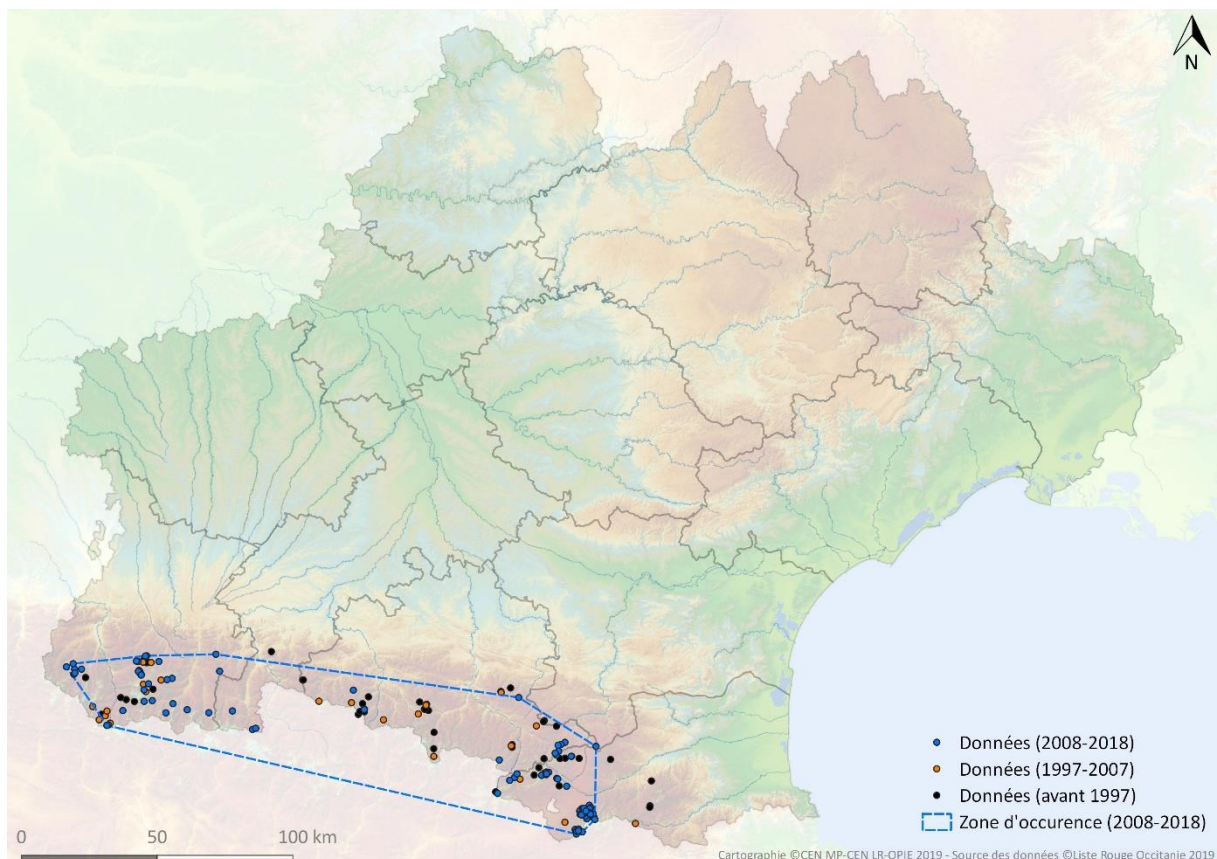 N
Données (2008-2018)
Données (1997-2007)
Données (avant 1997)
Zone d'occurence (2008-2018)
0 50 100 km
Cartographie ©CEN MP-CEN LR-OPIE 2019 - Source des données ©Liste Rouge Occitanie 2019